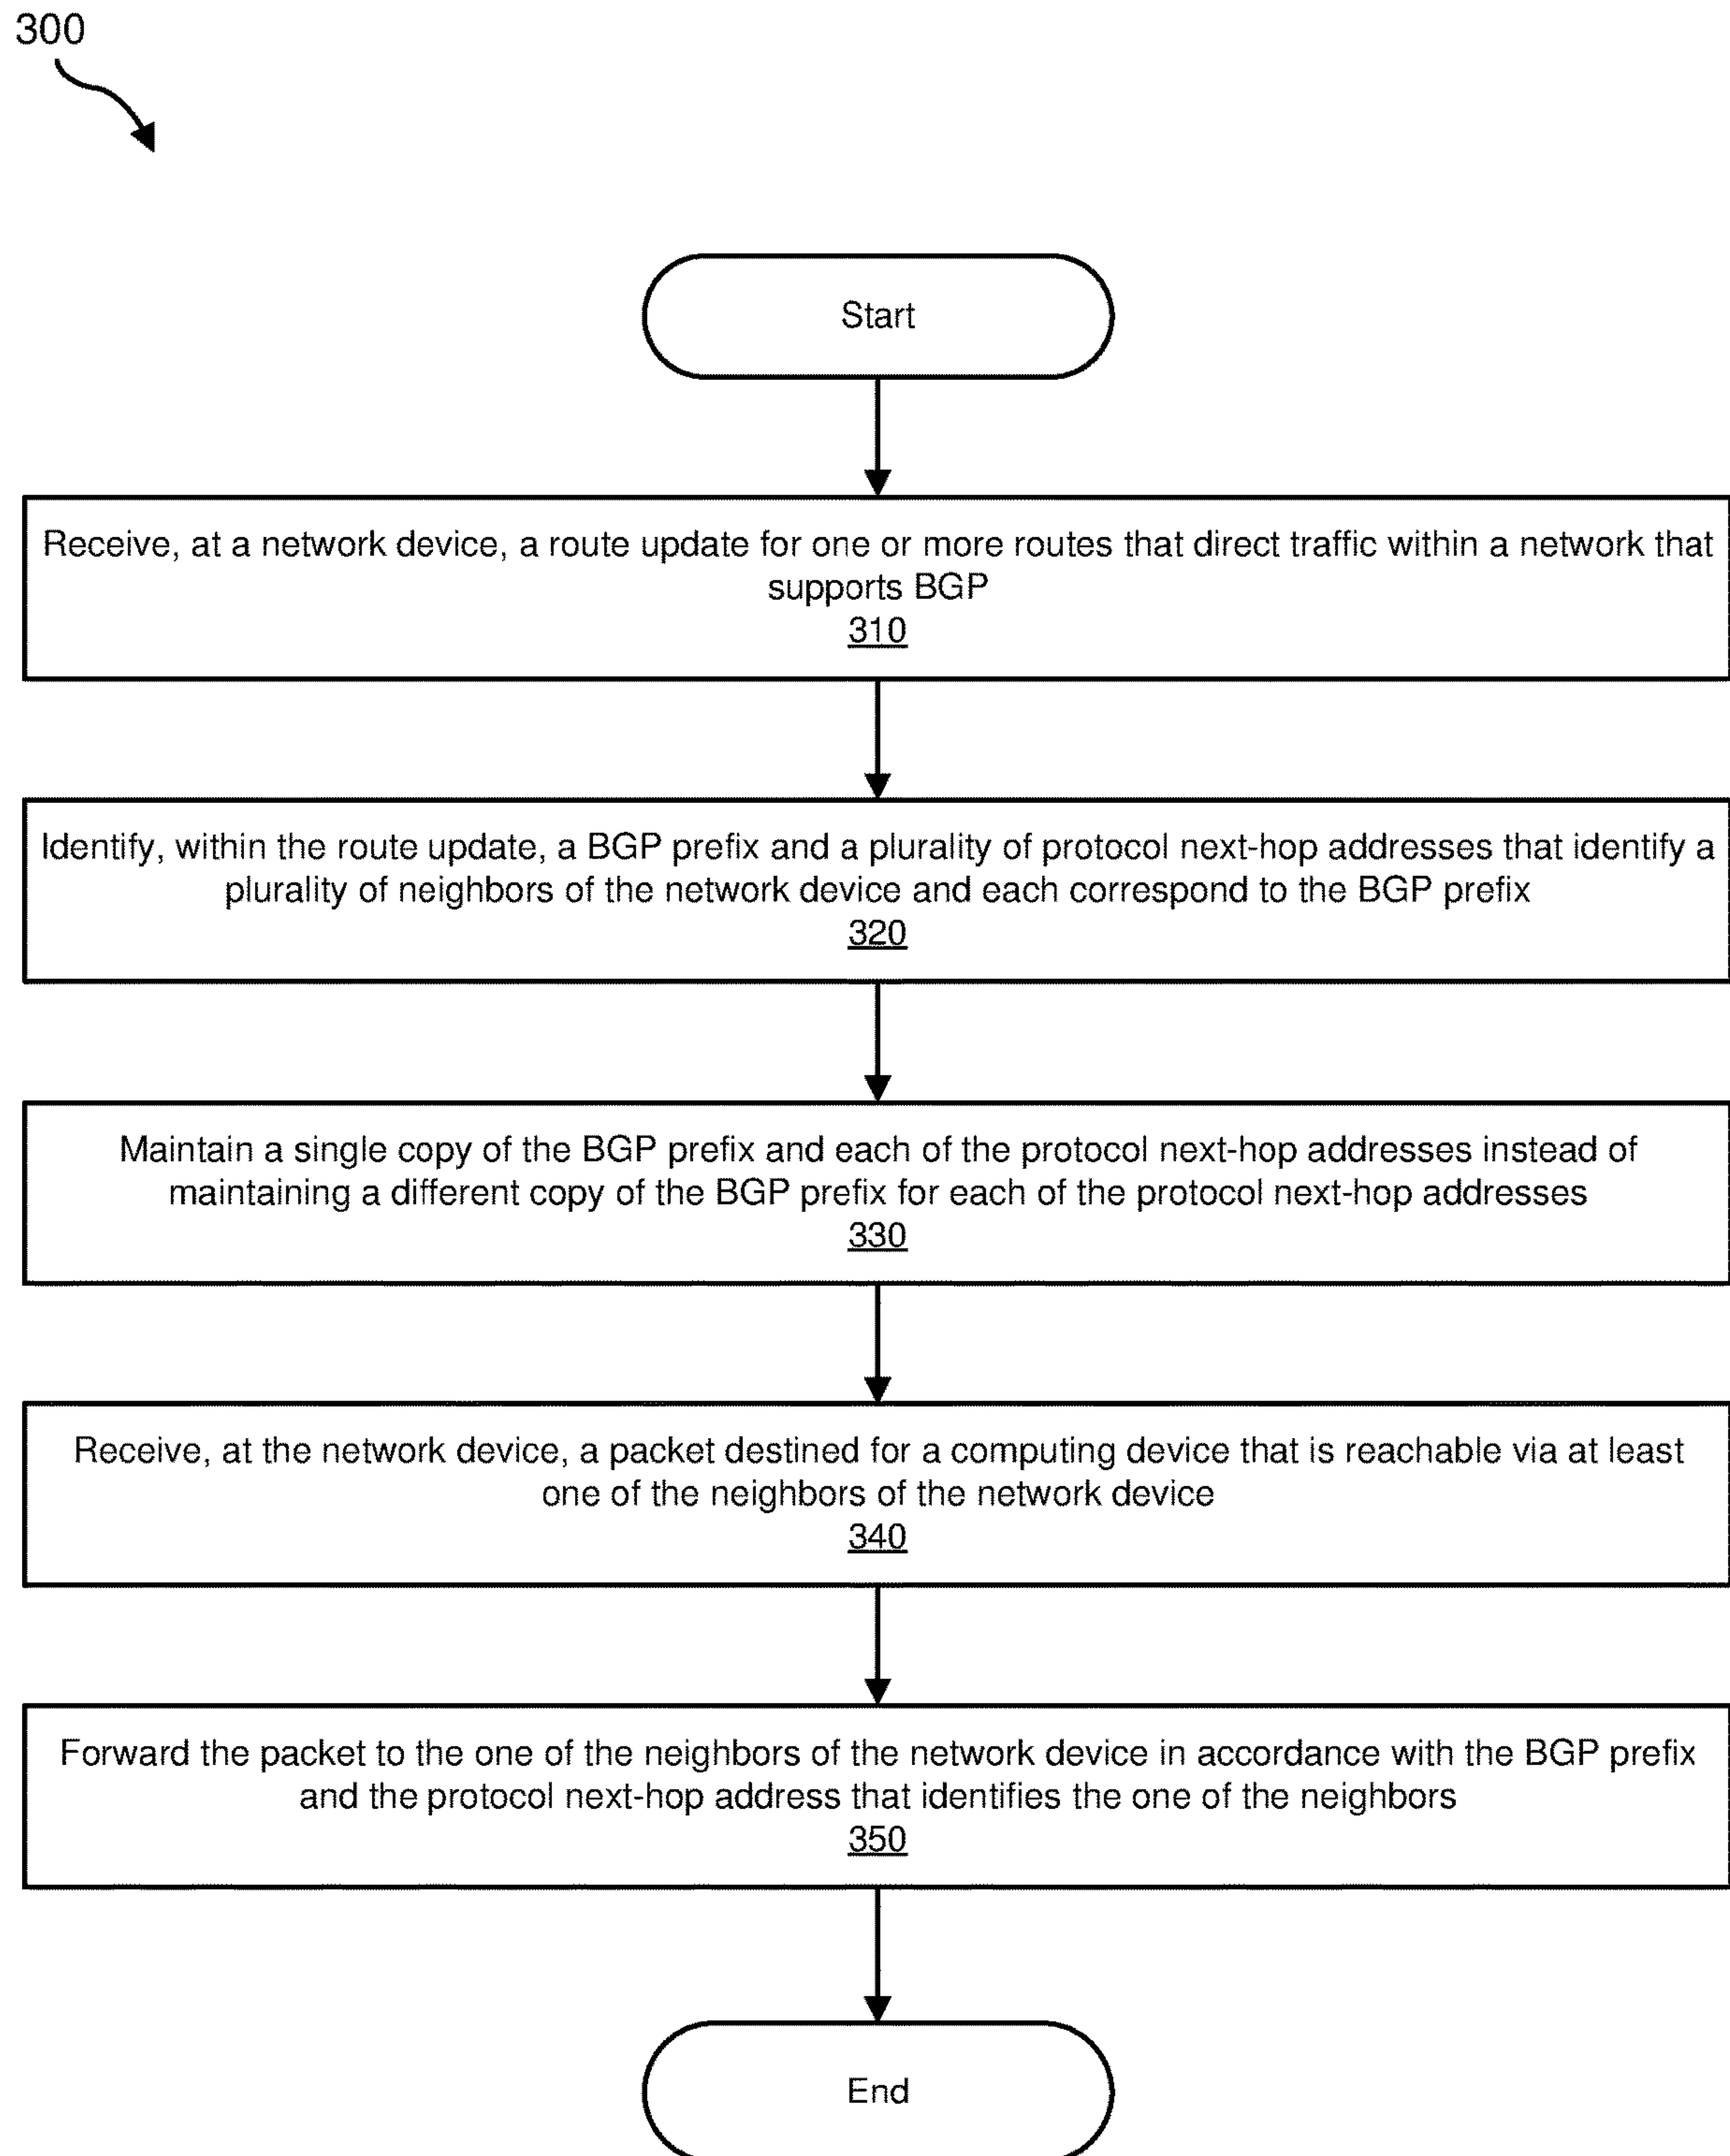 300
Start
Receive, at a network device, a route update for one or more routes that direct traffic within a network that
supports BGP
310
Identify, within the route update, a BGP prefix and a plurality of protocol next-hop addresses that identify a
plurality of neighbors of the network device and each correspond to the BGP prefix
320
Maintain a single copy of the BGP prefix and each of the protocol next-hop addresses instead of
maintaining a different copy of the BGP prefix for each of the protocol next-hop addresses
330
Receive, at the network device, a packet destined for a computing device that is reachable via at least
one of the neighbors of the network device
340
Forward the packet to the one of the neighbors of the network device in accordance with the BGP prefix
and the protocol next-hop address that identifies the one of the neighbors
350
End